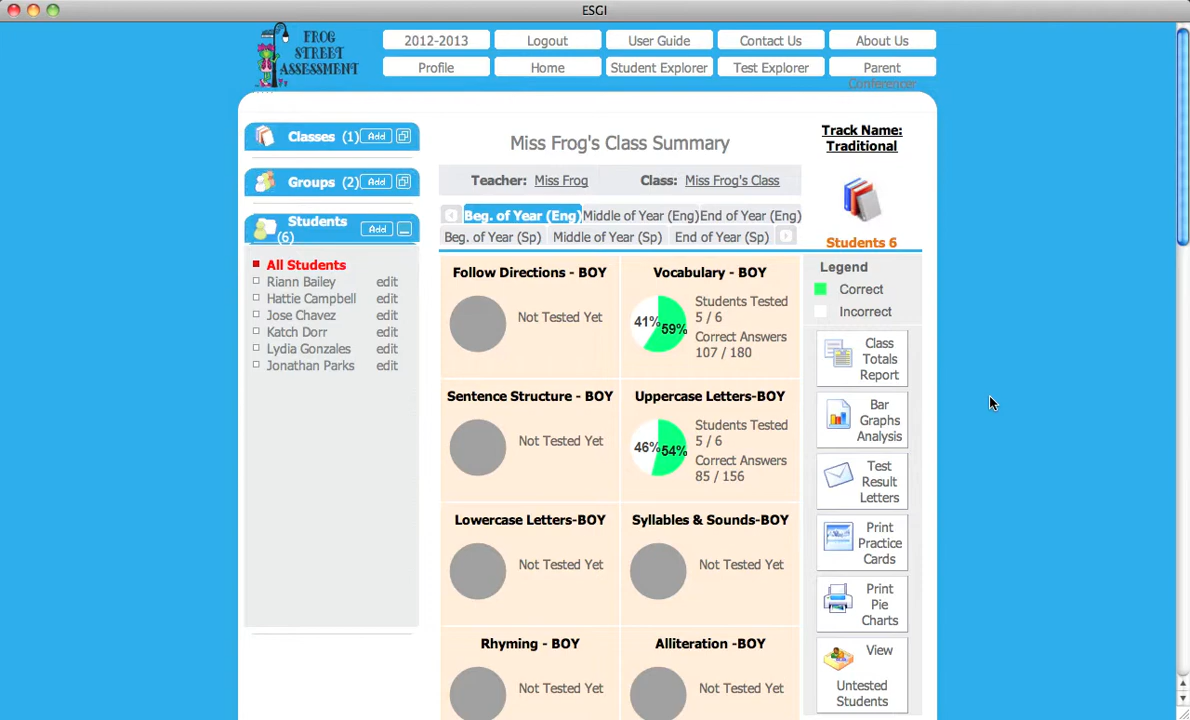 ESGI
FROG
STREET
ASSESSMENT
2012-2013
Logout
User Guide
Contact Us
About Us
Profile
Home
Student Explorer
Test Explorer
Parent
Conferencer
Classes (1) Add
Groups (2) Add
Students
(6) Add
All Students
Riann Bailey edit
Hattie Campbell edit
Jose Chavez edit
Katch Dorr edit
Lydia Gonzales edit
Jonathan Parks edit
Miss Frog's Class Summary
Teacher: Miss Frog Class: Miss Frog's Class
Beg. of Year (Eng) Middle of Year (Eng) End of Year (Eng)
Beg. of Year (Sp) Middle of Year (Sp) End of Year (Sp)
Follow Directions - BOY
Not Tested Yet
Vocabulary - BOY
41% 59%
Students Tested
5 / 6
Correct Answers
107 / 180
Sentence Structure - BOY
Not Tested Yet
Uppercase Letters-BOY
46% 54%
Students Tested
5 / 6
Correct Answers
85 / 156
Lowercase Letters-BOY
Not Tested Yet
Syllables & Sounds-BOY
Not Tested Yet
Rhyming - BOY
Not Tested Yet
Alliteration -BOY
Not Tested Yet
Track Name:
Traditional
Students 6
Legend
Correct
Incorrect
Class
Totals
Report
Bar
Graphs
Analysis
Test
Result
Letters
Print
Practice
Cards
Print
Pie
Charts
View
Untested
Students